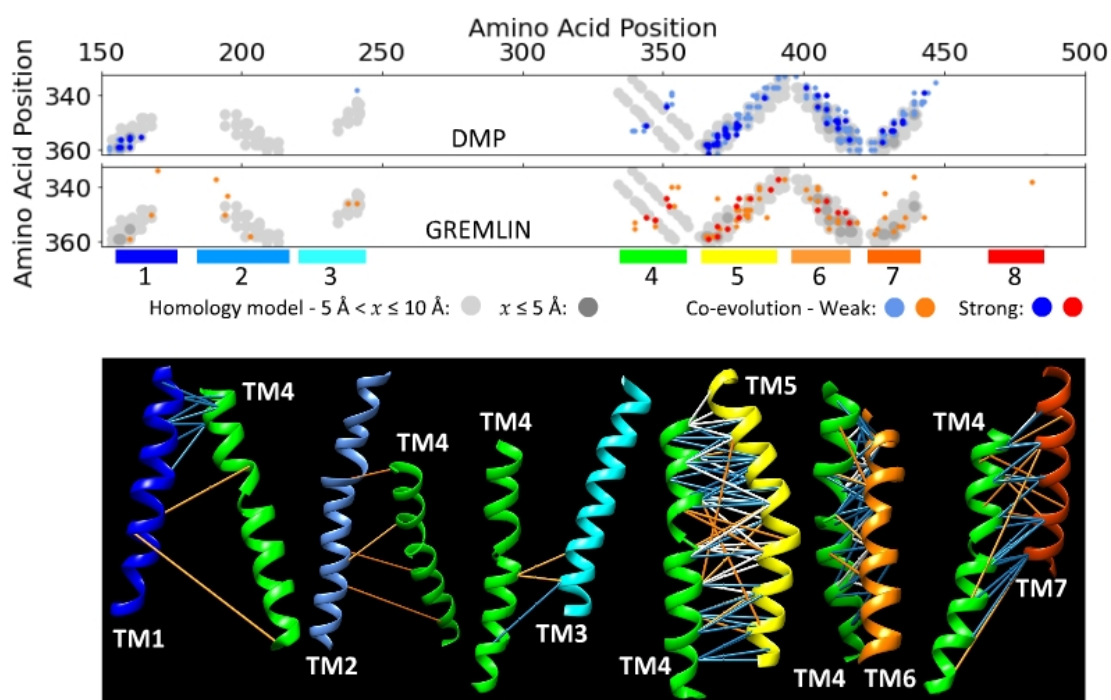 Amino Acid Position
150 200 250 300 350 400 450 500
Amino Acid Position
340
360
DMP
340
360
GREMLIN
1 2 3 4 5 6 7 8
Homology model - 5 Å < x ≤ 10 Å: x ≤ 5 Å: Co-evolution - Weak: Strong:
TM4 TM5
TM4 TM4 TM4
TM7
TM1 TM2 TM3 TM4 TM4 TM6